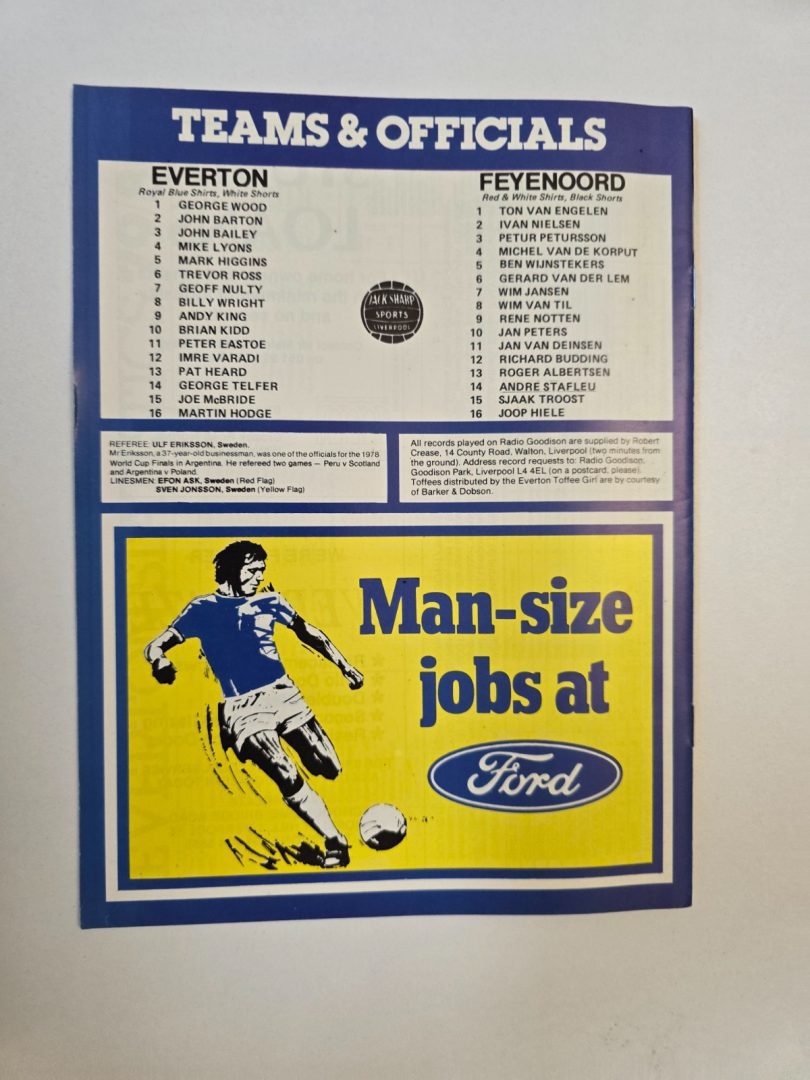 TEAMS & OFFICIALS
EVERTON
Royal Blue Shirts, White Shorts
1 GEORGE WOOD
2 JOHN BARTON
3 JOHN BAILEY
4 MIKE LYONS
5 MARK HIGGINS
6 TREVOR ROSS
7 GEOFF NULTY
8 BILLY WRIGHT
9 ANDY KING
10 BRIAN KIDD
11 PETER EASTOE
12 IMRE VARADI
13 PAT HEARD
14 GEORGE TELFER
15 JOE McBRIDE
16 MARTIN HODGE
JACK SHARP
SPORTS
LIVERPOOL
FEYENOORD
Red & White Shirts, Black Shorts
1 TON VAN ENGELEN
2 IVAN NIELSEN
3 PETUR PETURSSON
4 MICHEL VAN DE KORPUT
5 BEN WIJNSTEKERS
6 GERARD VAN DER LEM
7 WIM JANSEN
8 WIM VAN TIL
9 RENE NOTTEN
10 JAN PETERS
11 JAN VAN DEINSEN
12 RICHARD BUDDING
13 ROGER ALBERTSEN
14 ANDRE STAFLEU
15 SJAAK TROOST
16 JOOP HIELE
REFEREE: ULF ERIKSSON, Sweden.
Mr Eriksson, a 37-year-old businessman, was one of the officials for the 1978
World Cup Finals in Argentina. He refereed two games — Peru v Scotland
and Argentina v Poland.
LINESMEN: EFON ASK, Sweden (Red Flag)
SVEN JONSSON, Sweden (Yellow Flag)
All records played on Radio Goodison are supplied by Robert
Crease, 14 County Road, Walton, Liverpool (two minutes from
the ground). Address record requests to: Radio Goodison,
Goodison Park, Liverpool L4 4EL (on a postcard, please).
Toffees distributed by the Everton Toffee Girl are by courtesy
of Barker & Dobson.
Man-size
jobs at
Ford